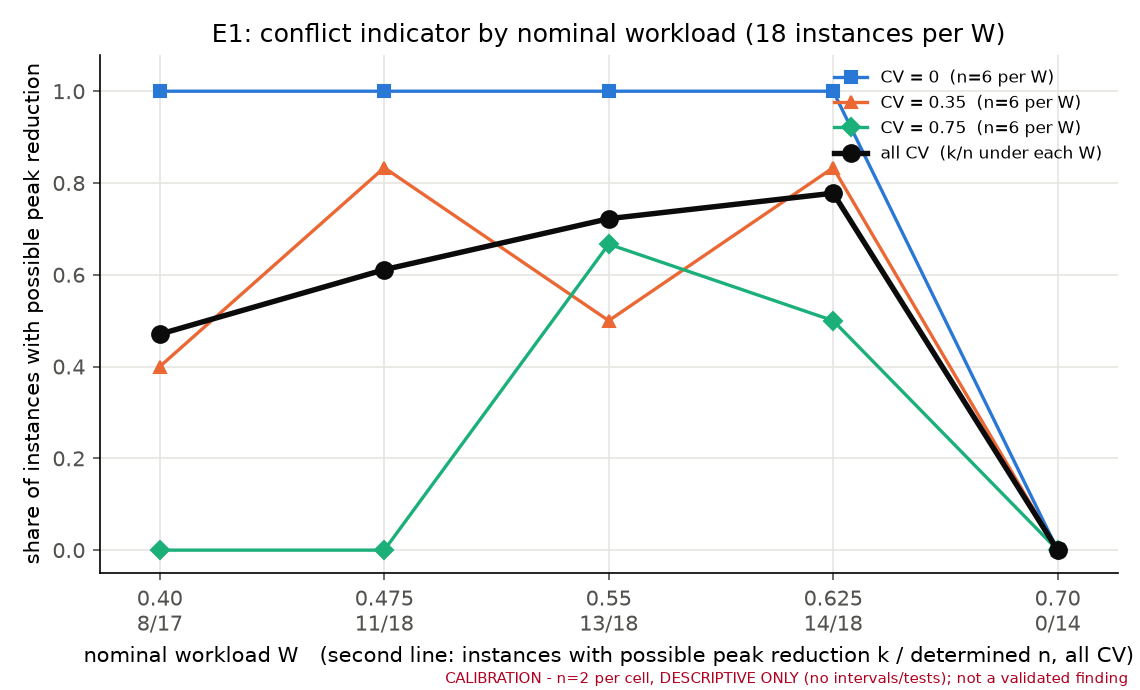 E1: conflict indicator by nominal workload (18 instances per W)
CV = 0 (n=6 per W)
CV = 0.35 (n=6 per W)
CV = 0.75 (n=6 per W)
all CV (k/n under each W)
share of instances with possible peak reduction
1.0
0.8
0.6
0.4
0.2
0.0
0.40 0.475 0.55 0.625 0.70
8/17 11/18 13/18 14/18 0/14
nominal workload W (second line: instances with possible peak reduction k / determined n, all CV)
CALIBRATION - n=2 per cell, DESCRIPTIVE ONLY (no intervals/tests); not a validated finding